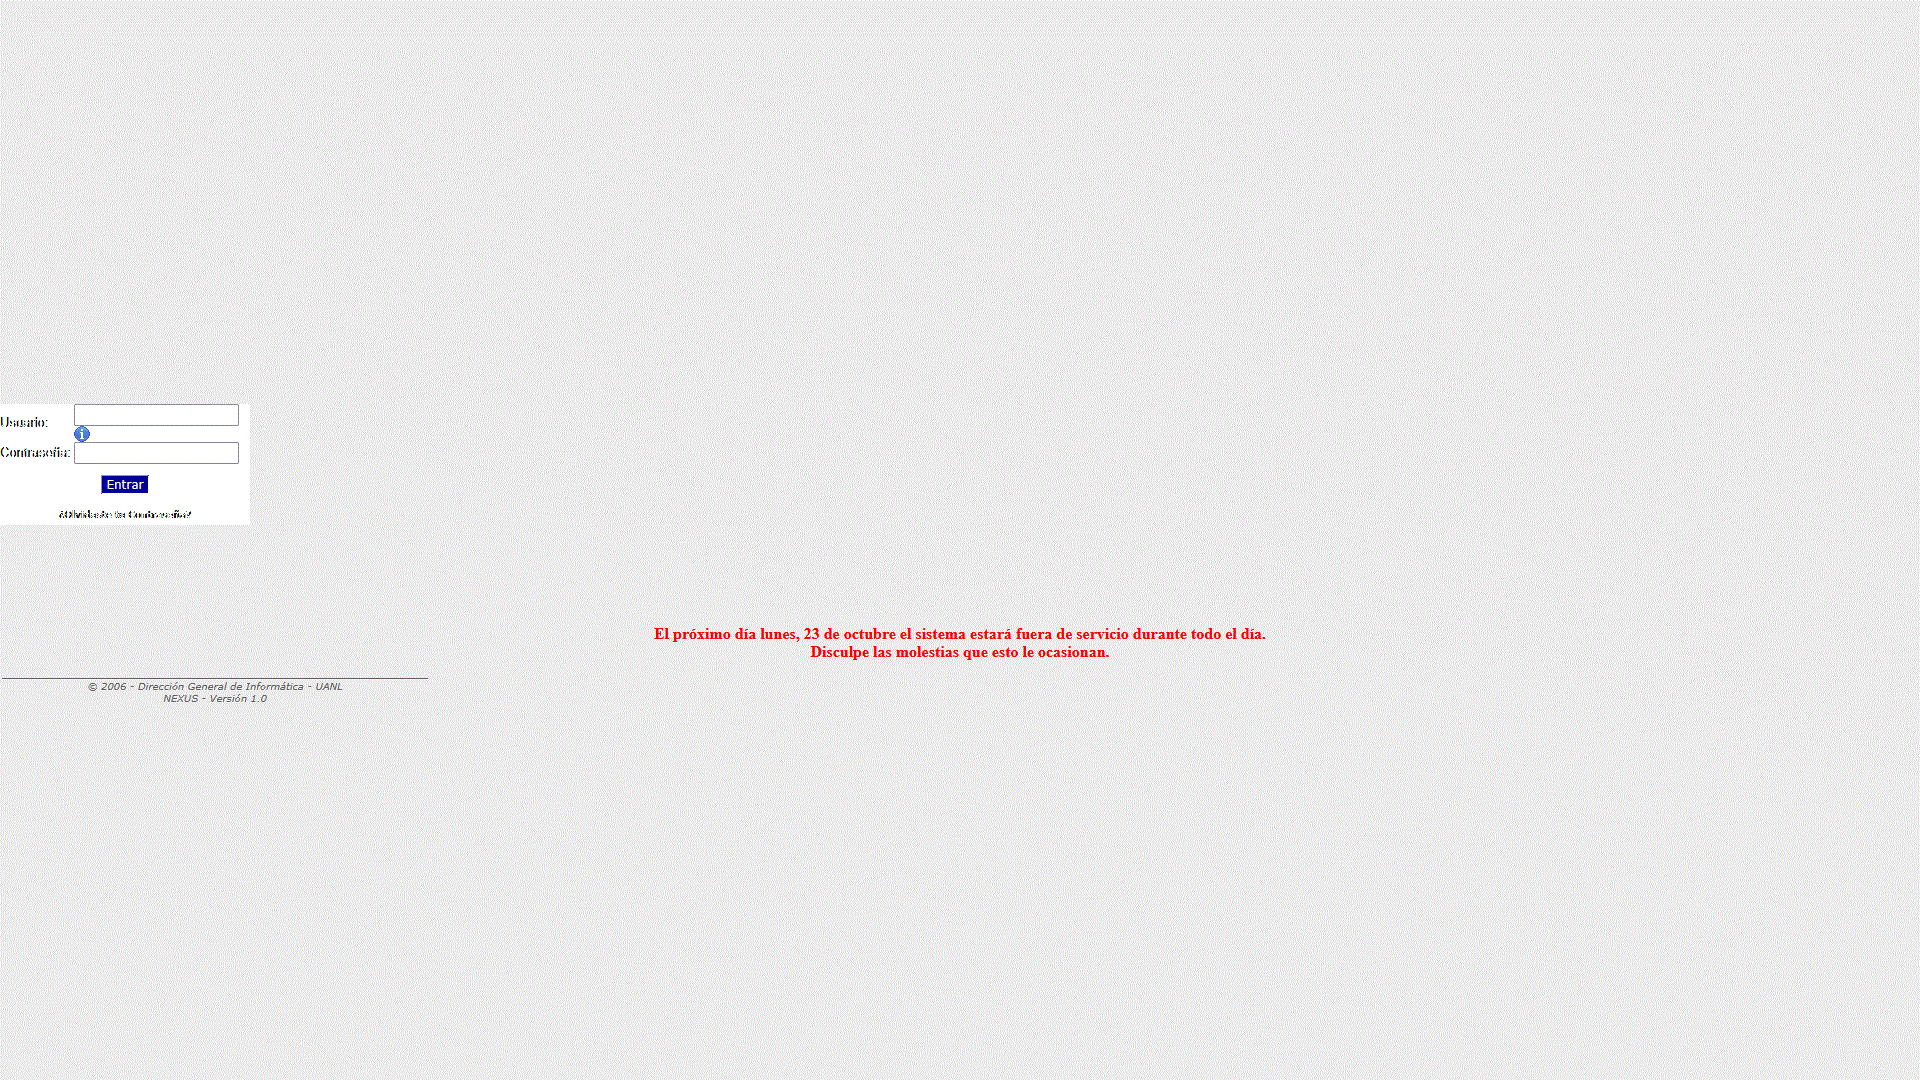 Usuario:
Contraseña:
Entrar
¿Olvidaste tu Contraseña?
El próximo día lunes, 23 de octubre el sistema estará fuera de servicio durante todo el día.
Disculpe las molestias que esto le ocasionan.
© 2006 - Dirección General de Informática - UANL
NEXUS - Versión 1.0